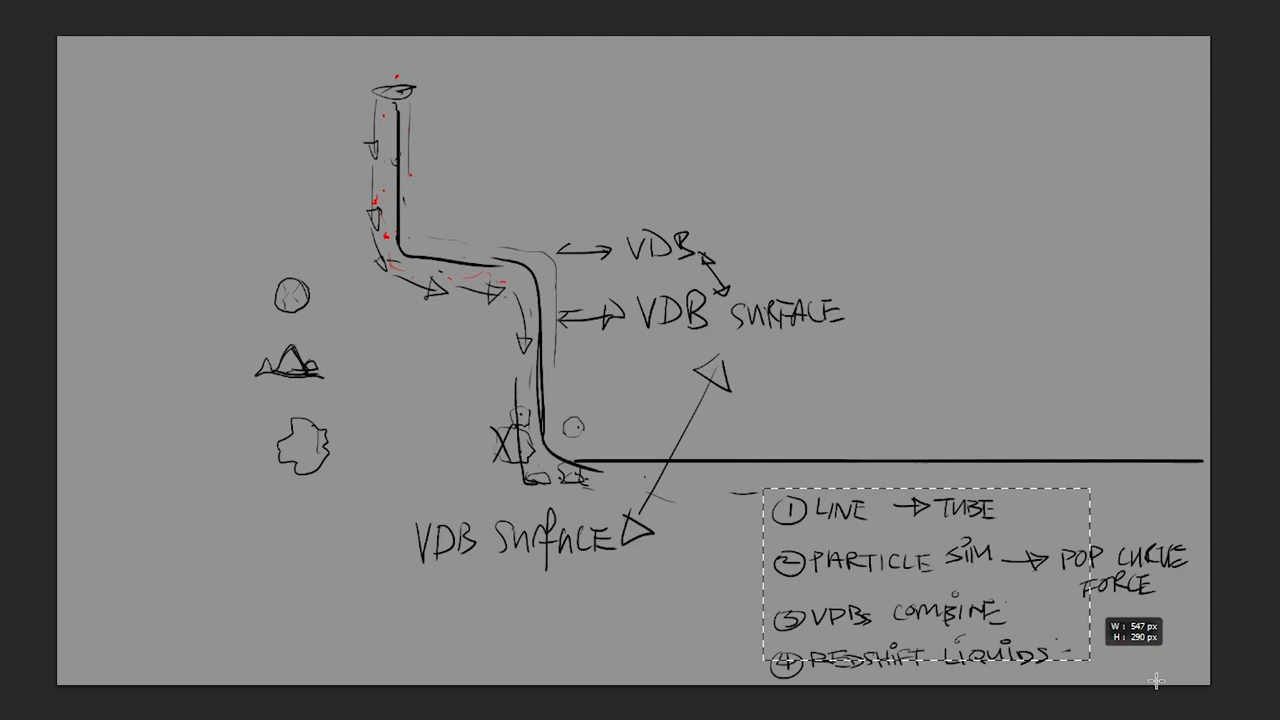 VDB
VDB SURFACE
VDB SURFACE
① LINE → TUBE
② PARTICLE SIM → POP CURVE
FORCE
③ VDBs COMBINE
④ REDSHIFT LIQUIDS
W : 547 px
H : 290 px